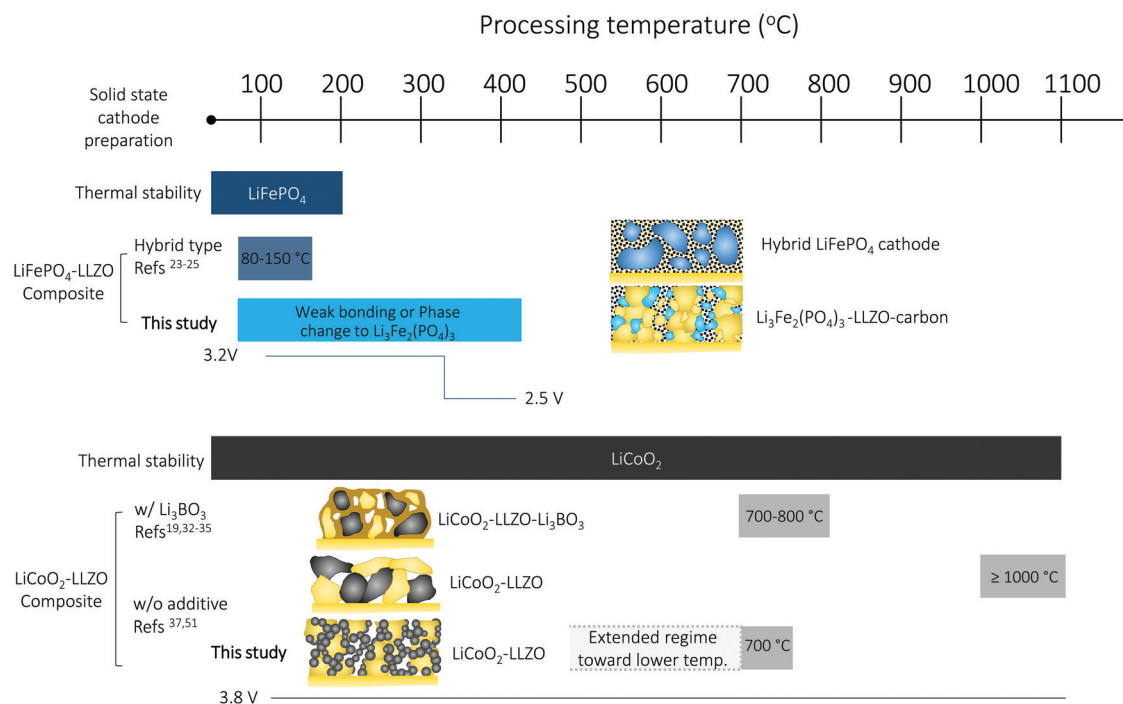 Processing temperature (°C)
Solid state
cathode
preparation
100 200 300 400 500 600 700 800 900 1000 1100
Thermal stability
LiFePO₄
LiFePO₄-LLZO
Composite
Hybrid type
Refs ²³⁻²⁵
80-150 °C
This study
Weak bonding or Phase
change to Li₃Fe₂(PO₄)₃
3.2V
2.5 V
Hybrid LiFePO₄ cathode
Li₃Fe₂(PO₄)₃-LLZO-carbon
Thermal stability
LiCoO₂
LiCoO₂-LLZO
Composite
w/ Li₃BO₃
Refs¹⁹,³²⁻³⁵
LiCoO₂-LLZO-Li₃BO₃
700-800 °C
LiCoO₂-LLZO
≥ 1000 °C
w/o additive
Refs ³⁷,⁵¹
This study
LiCoO₂-LLZO
Extended regime
toward lower temp.
700 °C
3.8 V